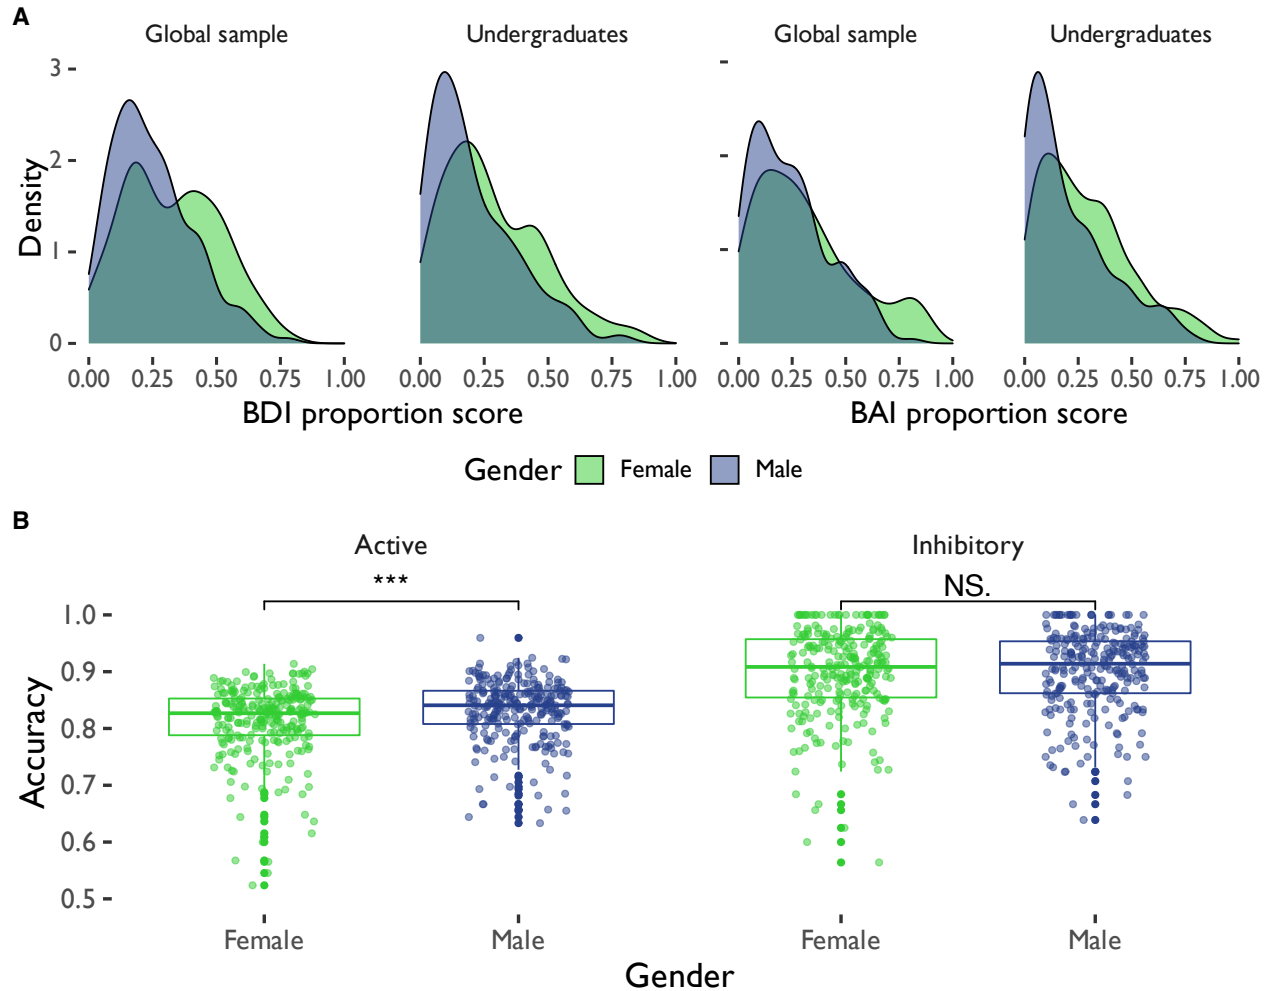 A
Global sample Undergraduates Global sample Undergraduates
3
2
1
0
Density
0.00 0.25 0.50 0.75 1.00 0.00 0.25 0.50 0.75 1.00 0.00 0.25 0.50 0.75 1.00 0.00 0.25 0.50 0.75 1.00
BDI proportion score BAI proportion score
Gender Female Male
B
Active Inhibitory
*** NS.
1.0
0.9
0.8
0.7
0.6
0.5
Accuracy
Female Male Female Male
Gender